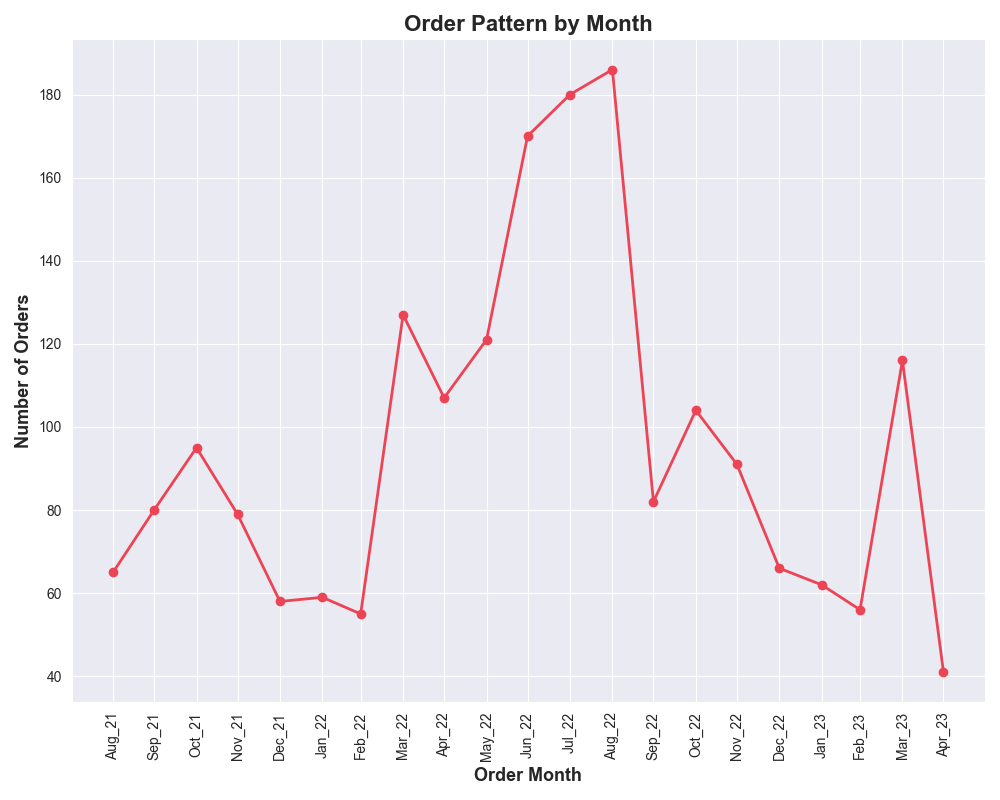 Order Pattern by Month
Number of Orders
180
160
140
120
100
80
60
40
Aug_21
Sep_21
Oct_21
Nov_21
Dec_21
Jan_22
Feb_22
Mar_22
Apr_22
May_22
Jun_22
Jul_22
Aug_22
Sep_22
Oct_22
Nov_22
Dec_22
Jan_23
Feb_23
Mar_23
Apr_23
Order Month